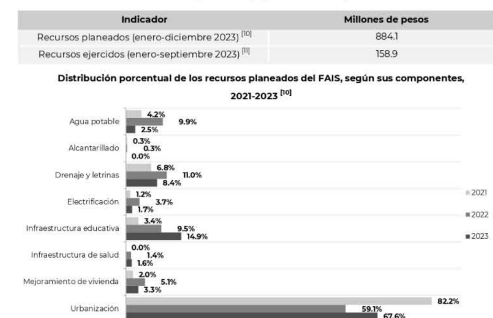 Indicador Millones de pesos
Recursos planeados (enero-diciembre 2023) [10] 884.1
Recursos ejercidos (enero-septiembre 2023) [11] 158.9
Distribución porcentual de los recursos planeados del FAIS, según sus componentes,
2021-2023 [10]
4.2%
Agua potable 9.9%
2.5%
0.3%
Alcantarillado 0.3%
0.0%
6.8%
Drenaje y letrinas 11.0%
8.4%
1.2%
Electrificación 3.7%
1.7%
3.4%
Infraestructura educativa 9.5%
14.9%
0.0%
Infraestructura de salud 1.4%
1.6%
2.0%
Mejoramiento de vivienda 5.1%
3.3%
82.2%
Urbanización 59.1%
67.6%
2021
2022
2023